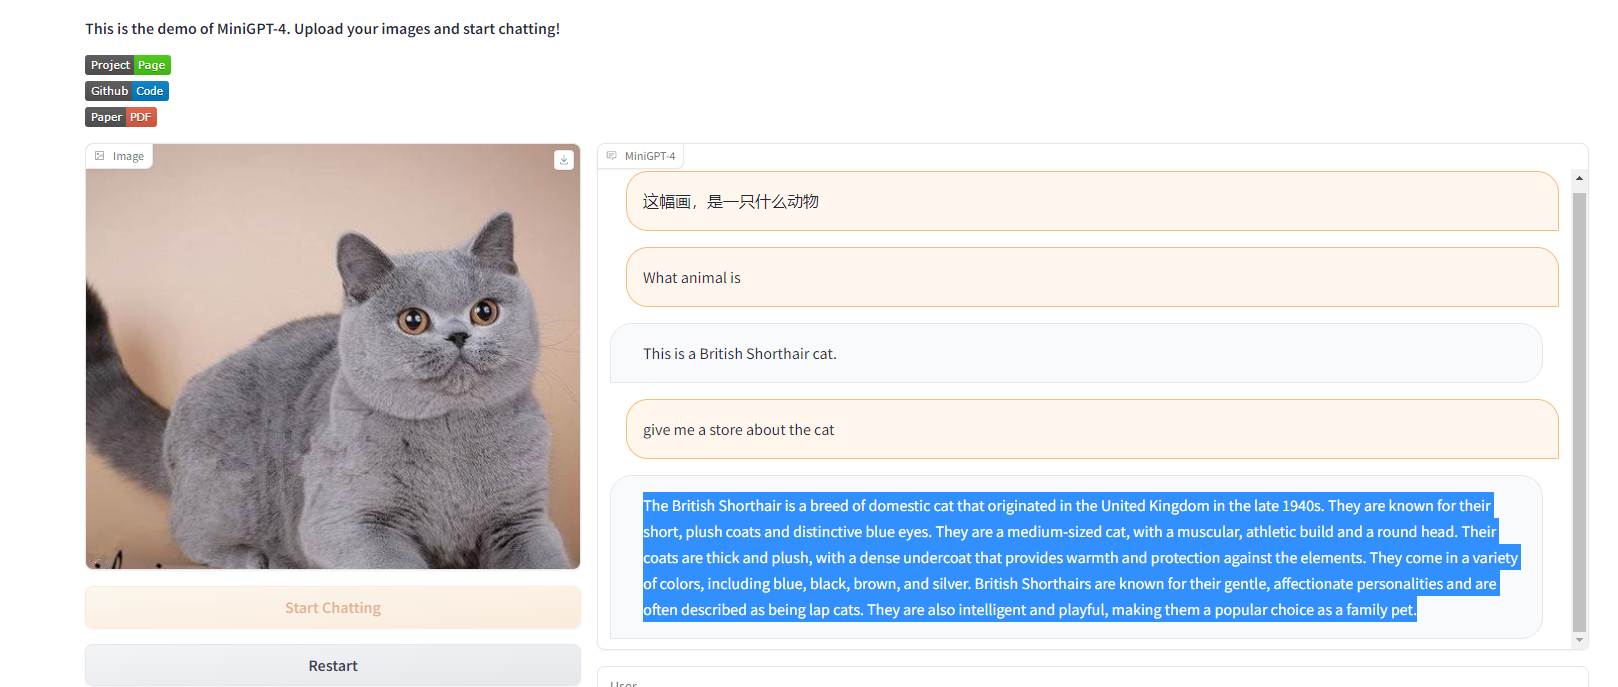 This is the demo of MiniGPT-4. Upload your images and start chatting!
Project Page
Github Code
Paper PDF
Image
MiniGPT-4
这幅画，是一只什么动物
What animal is
This is a British Shorthair cat.
give me a store about the cat
The British Shorthair is a breed of domestic cat that originated in the United Kingdom in the late 1940s. They are known for their
short, plush coats and distinctive blue eyes. They are a medium-sized cat, with a muscular, athletic build and a round head. Their
coats are thick and plush, with a dense undercoat that provides warmth and protection against the elements. They come in a variety
of colors, including blue, black, brown, and silver. British Shorthairs are known for their gentle, affectionate personalities and are
often described as being lap cats. They are also intelligent and playful, making them a popular choice as a family pet.
Start Chatting
Restart
User